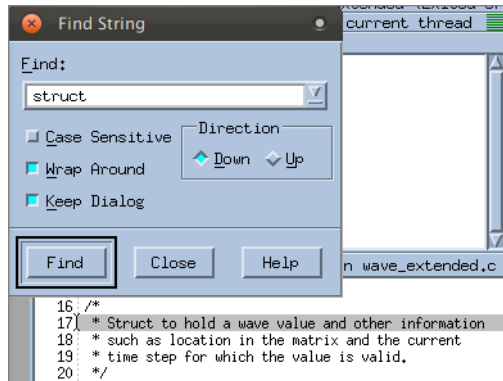 Find String
current thread
Find:
struct
Case Sensitive
Direction
Wrap Around
Down
Up
Keep Dialog
Find
Close
Help
n wave_extended.c
16 /*
17 * Struct to hold a wave value and other information
18 * such as location in the matrix and the current
19 * time step for which the value is valid.
20 */